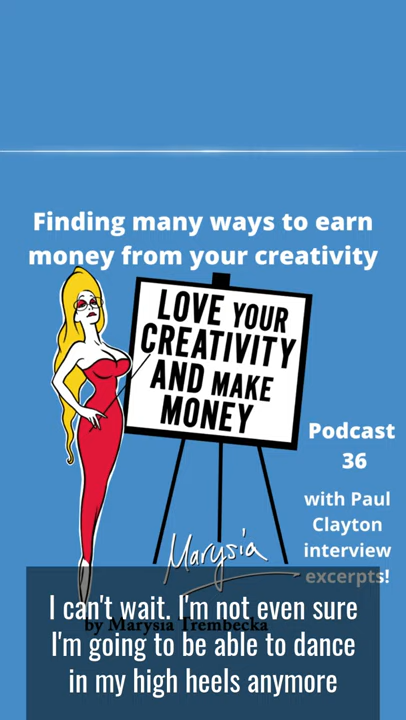 Finding many ways to earn
money from your creativity
LOVE YOUR
CREATIVITY
AND MAKE
MONEY
Podcast
36
with Paul
Clayton
interview
excerpts!
Marysia
by Marysia Trembecka
I can't wait. I'm not even sure
I'm going to be able to dance
in my high heels anymore